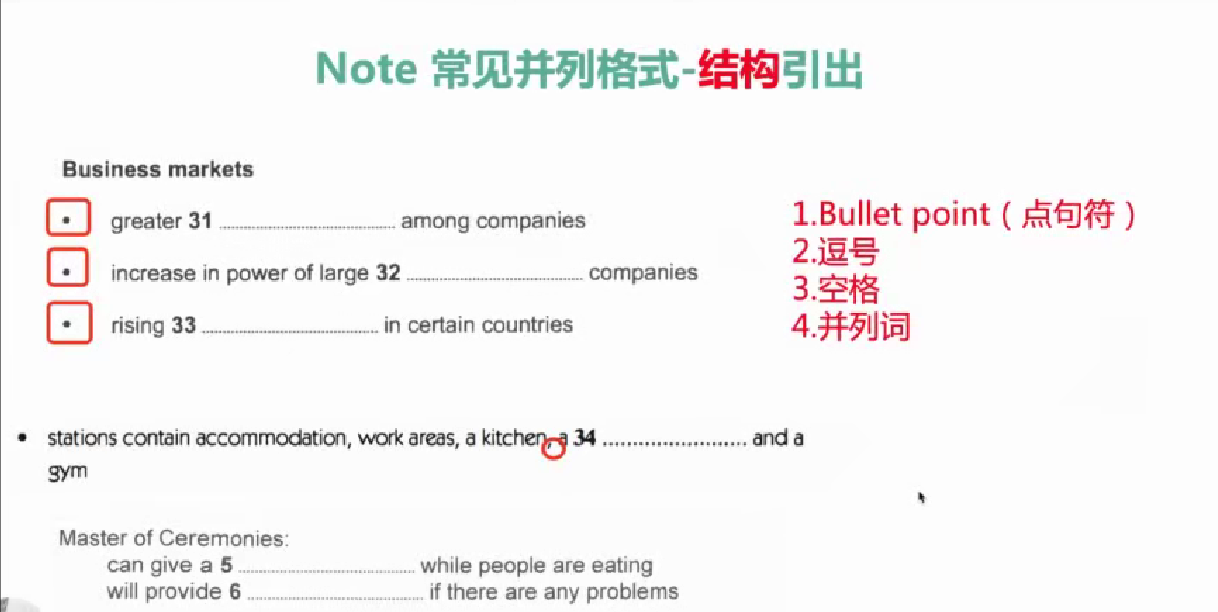 Note 常见并列格式-结构引出
Business markets
• greater 31 ................................ among companies
• increase in power of large 32 ................................ companies
• rising 33 ................................ in certain countries
1.Bullet point（点句符）
2.逗号
3.空格
4.并列词
• stations contain accommodation, work areas, a kitchen, a 34 ........................ and a
gym
Master of Ceremonies:
can give a 5 ................................ while people are eating
will provide 6 ................................ if there are any problems